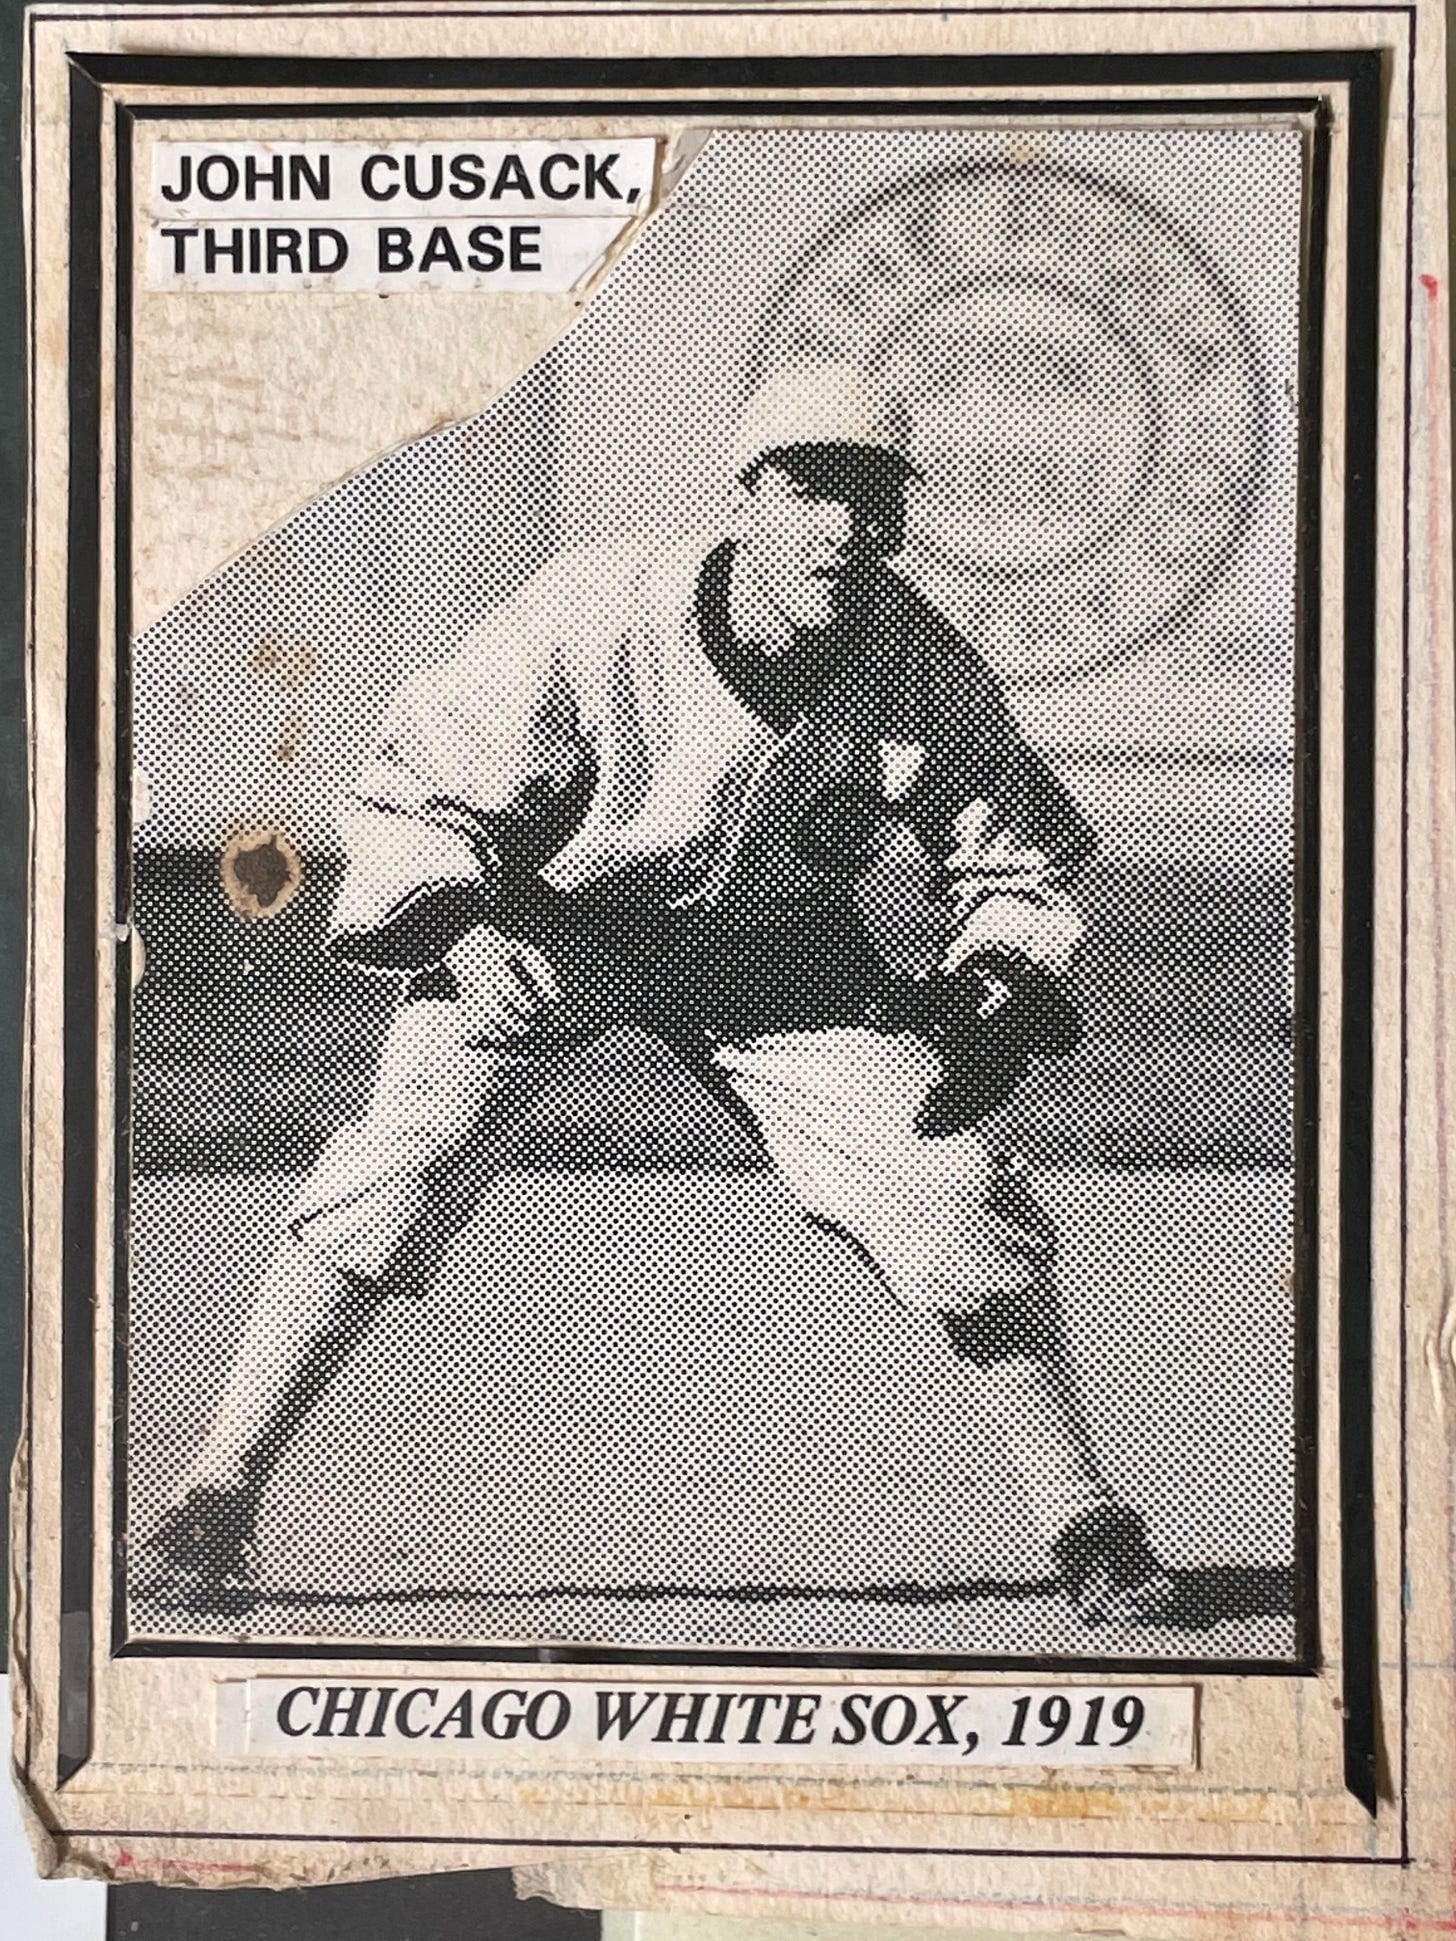 JOHN CUSACK,
THIRD BASE
CHICAGO WHITE SOX, 1919